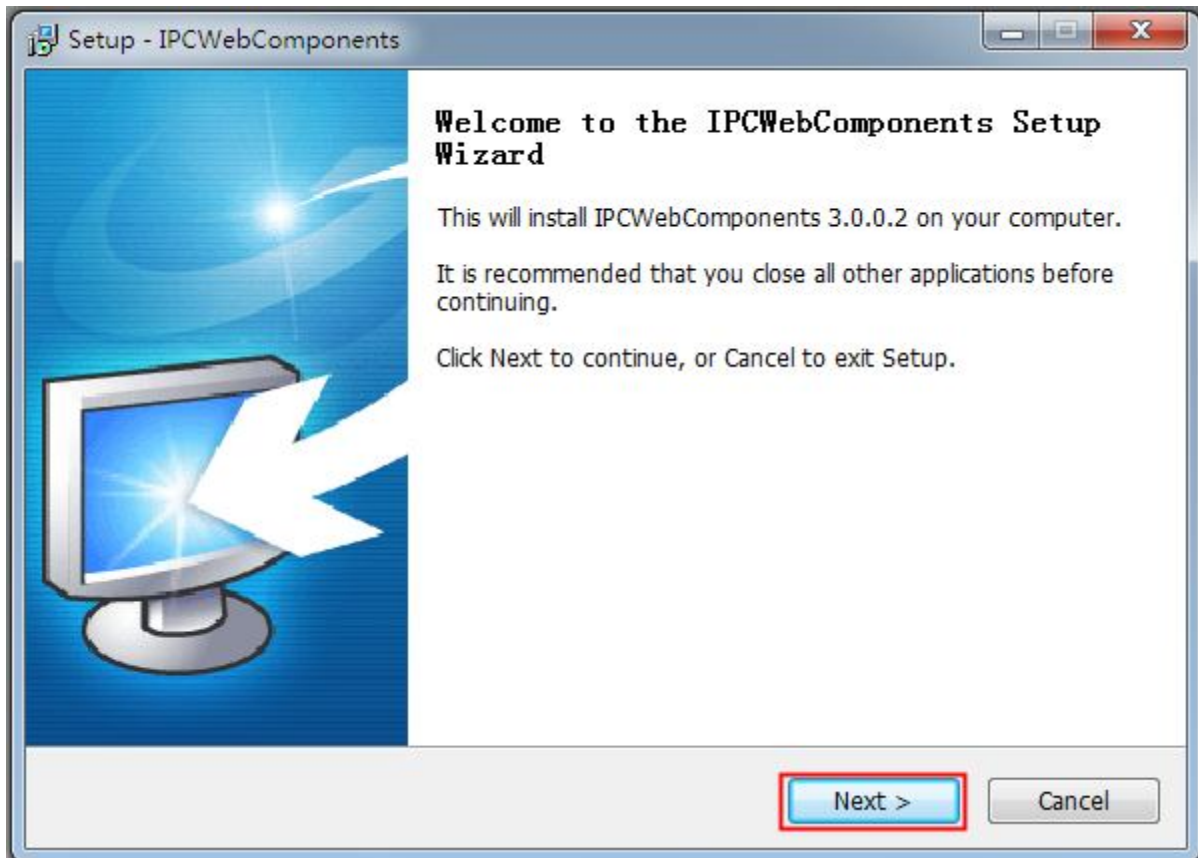 Setup - IPCWebComponents
Welcome to the IPCWebComponents Setup
Wizard
This will install IPCWebComponents 3.0.0.2 on your computer.
It is recommended that you close all other applications before
continuing.
Click Next to continue, or Cancel to exit Setup.
Next >
Cancel